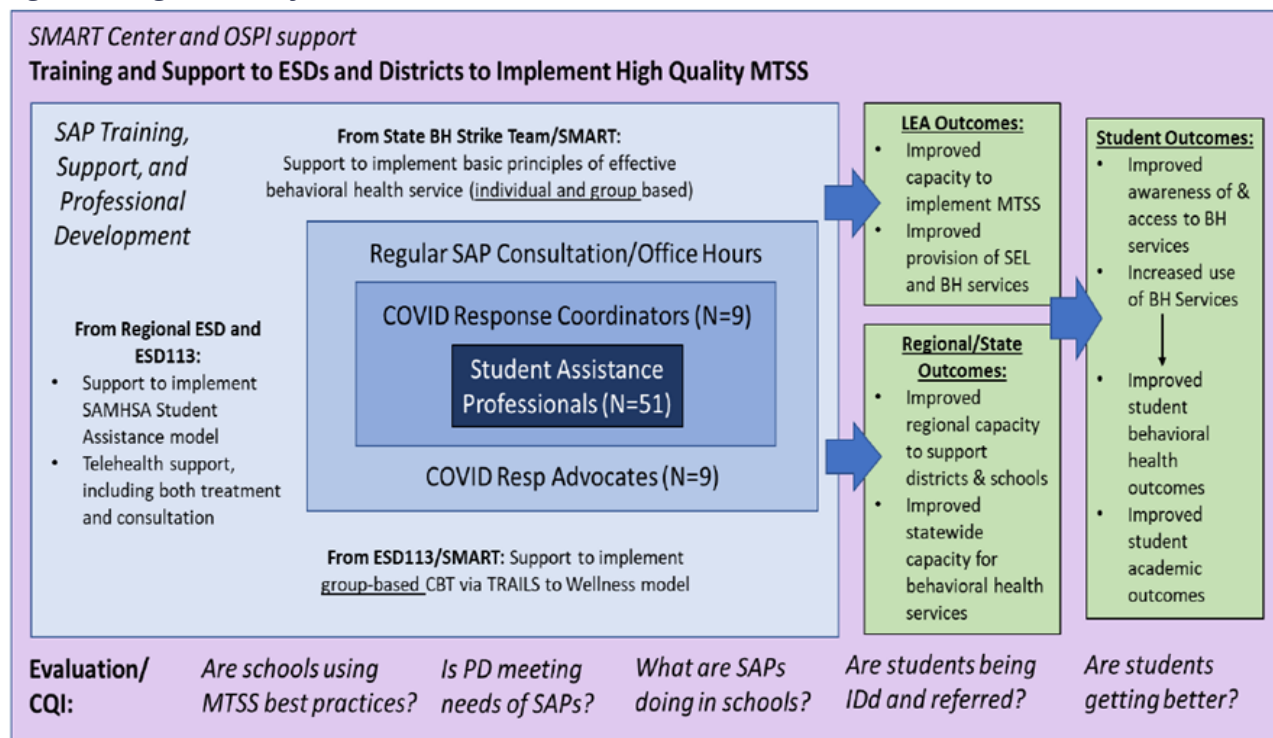 SMART Center and OSPI support
Training and Support to ESDs and Districts to Implement High Quality MTSS
SAP Training,
Support, and
Professional
Development
From State BH Strike Team/SMART:
Support to implement basic principles of effective
behavioral health service (individual and group based)
From Regional ESD and
ESD113:
• Support to implement
SAMHSA Student
Assistance model
• Telehealth support,
including both treatment
and consultation
Regular SAP Consultation/Office Hours
COVID Response Coordinators (N=9)
Student Assistance
Professionals (N=51)
COVID Resp Advocates (N=9)
From ESD113/SMART: Support to implement
group-based CBT via TRAILS to Wellness model
LEA Outcomes:
• Improved
capacity to
implement MTSS
• Improved
provision of SEL
and BH services
Regional/State
Outcomes:
• Improved
regional capacity
to support
districts & schools
• Improved
statewide
capacity for
behavioral health
services
Student Outcomes:
• Improved
awareness of &
access to BH
services
• Increased use
of BH Services
• Improved
student
behavioral
health
outcomes
• Improved
student
academic
outcomes
Evaluation/
CQI:
Are schools using
MTSS best practices?
Is PD meeting
needs of SAPs?
What are SAPs
doing in schools?
Are students being
IDd and referred?
Are students
getting better?